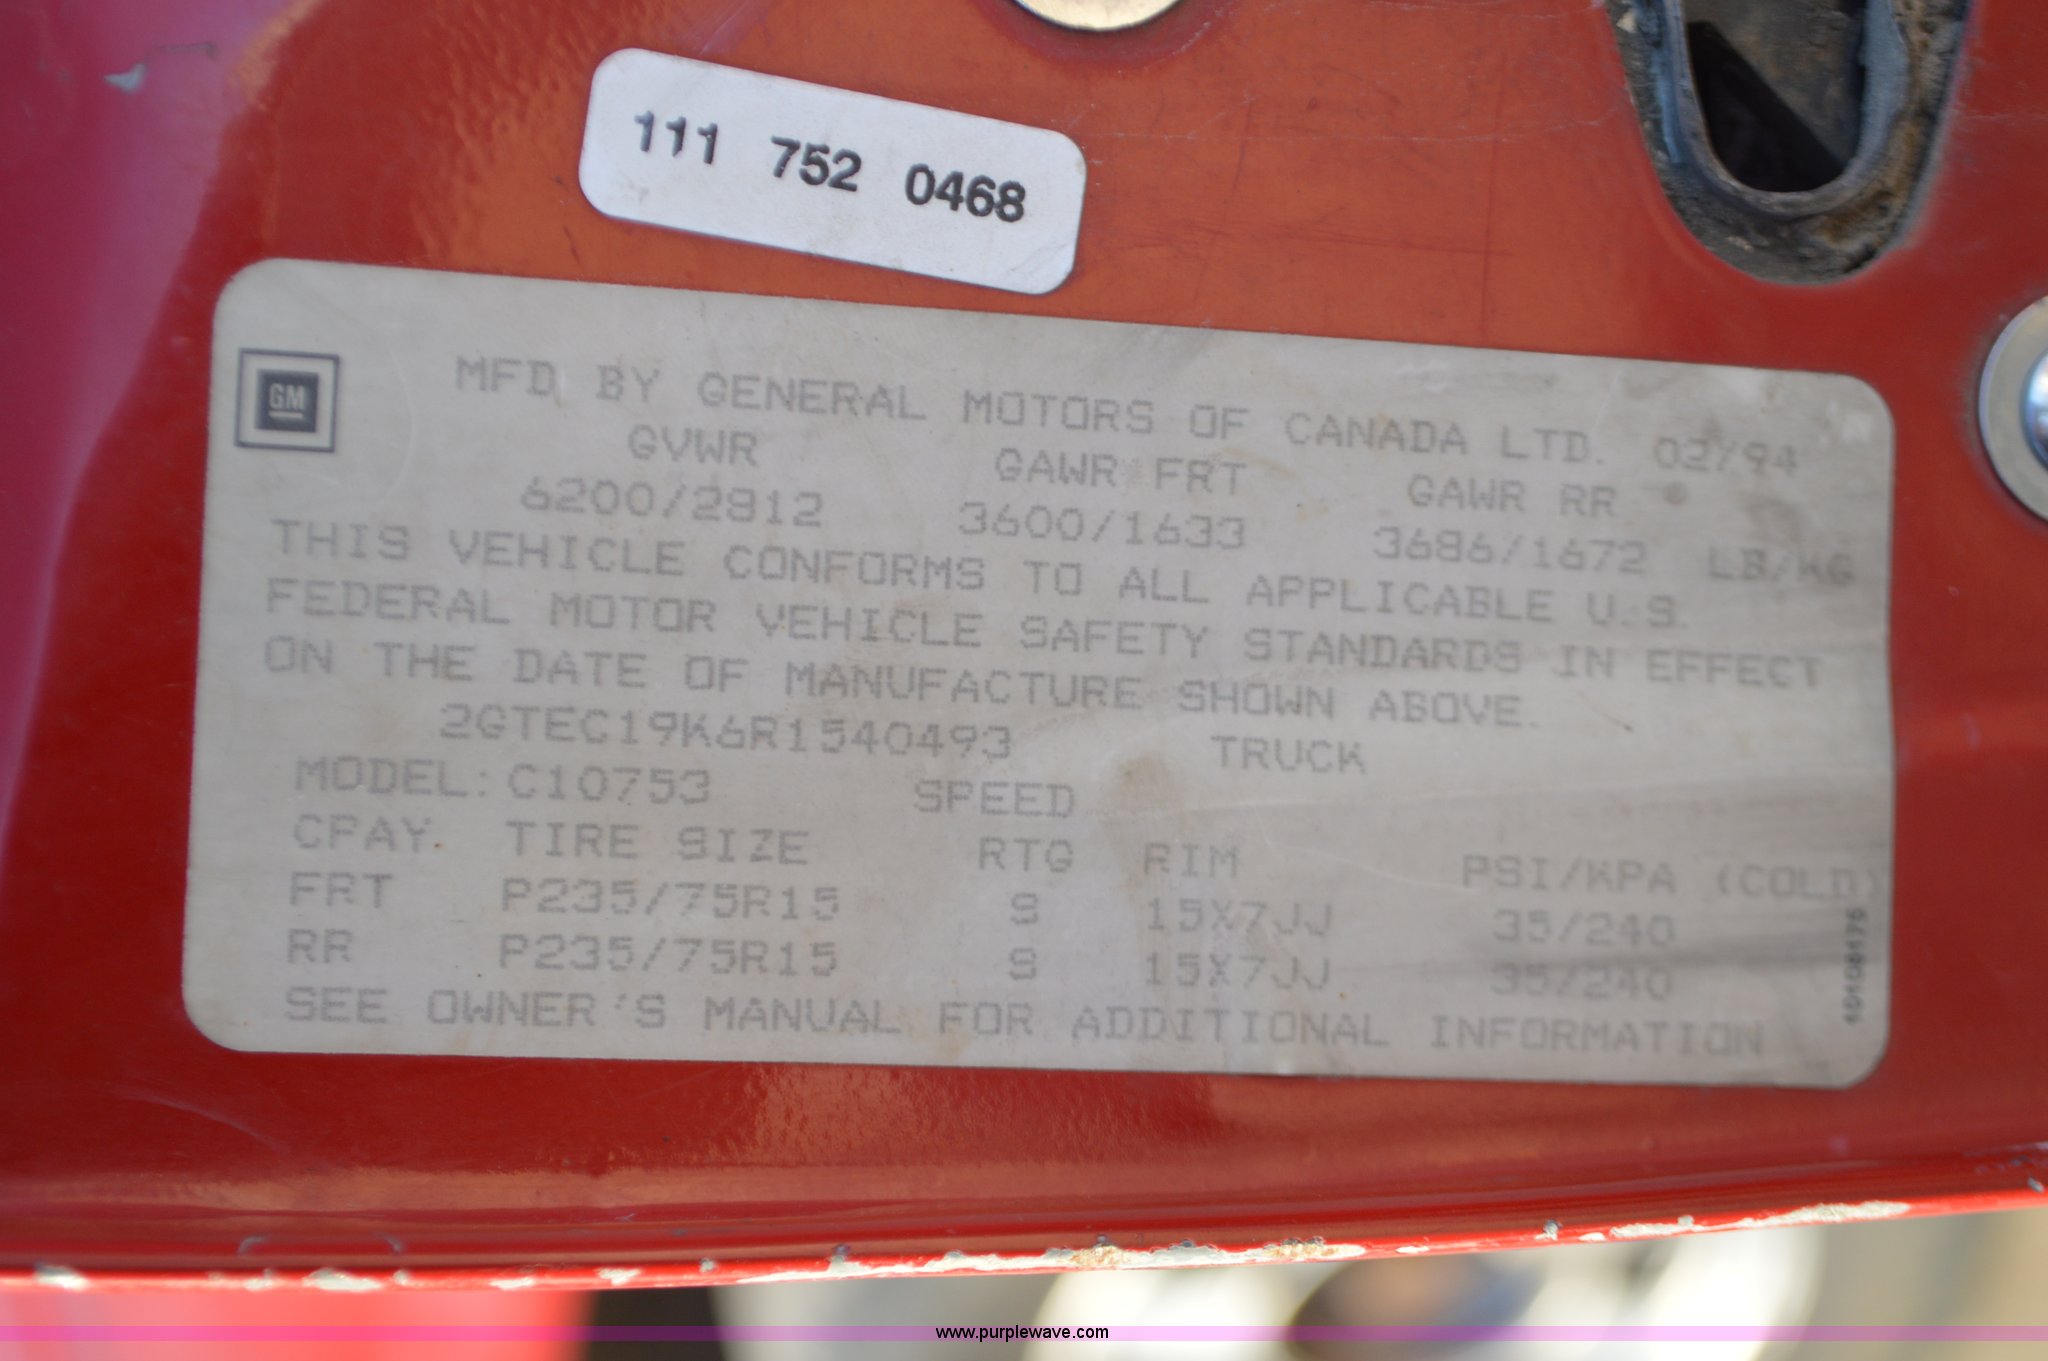 111 752 0468
GM
MFD BY GENERAL MOTORS OF CANADA LTD. 02/94
GVWR GAWR FRT GAWR RR
6200/2812 3600/1633 3686/1672 LB/KG
THIS VEHICLE CONFORMS TO ALL APPLICABLE U.S.
FEDERAL MOTOR VEHICLE SAFETY STANDARDS IN EFFECT
ON THE DATE OF MANUFACTURE SHOWN ABOVE.
2GTEC19K6R1540493 TRUCK
MODEL: C10753 SPEED
CPAY. TIRE SIZE RTG RIM PSI/KPA (COLD)
FRT P235/75R15 S 15X7JJ 35/240
RR P235/75R15 S 15X7JJ 35/240
SEE OWNER'S MANUAL FOR ADDITIONAL INFORMATION
www.purplewave.com